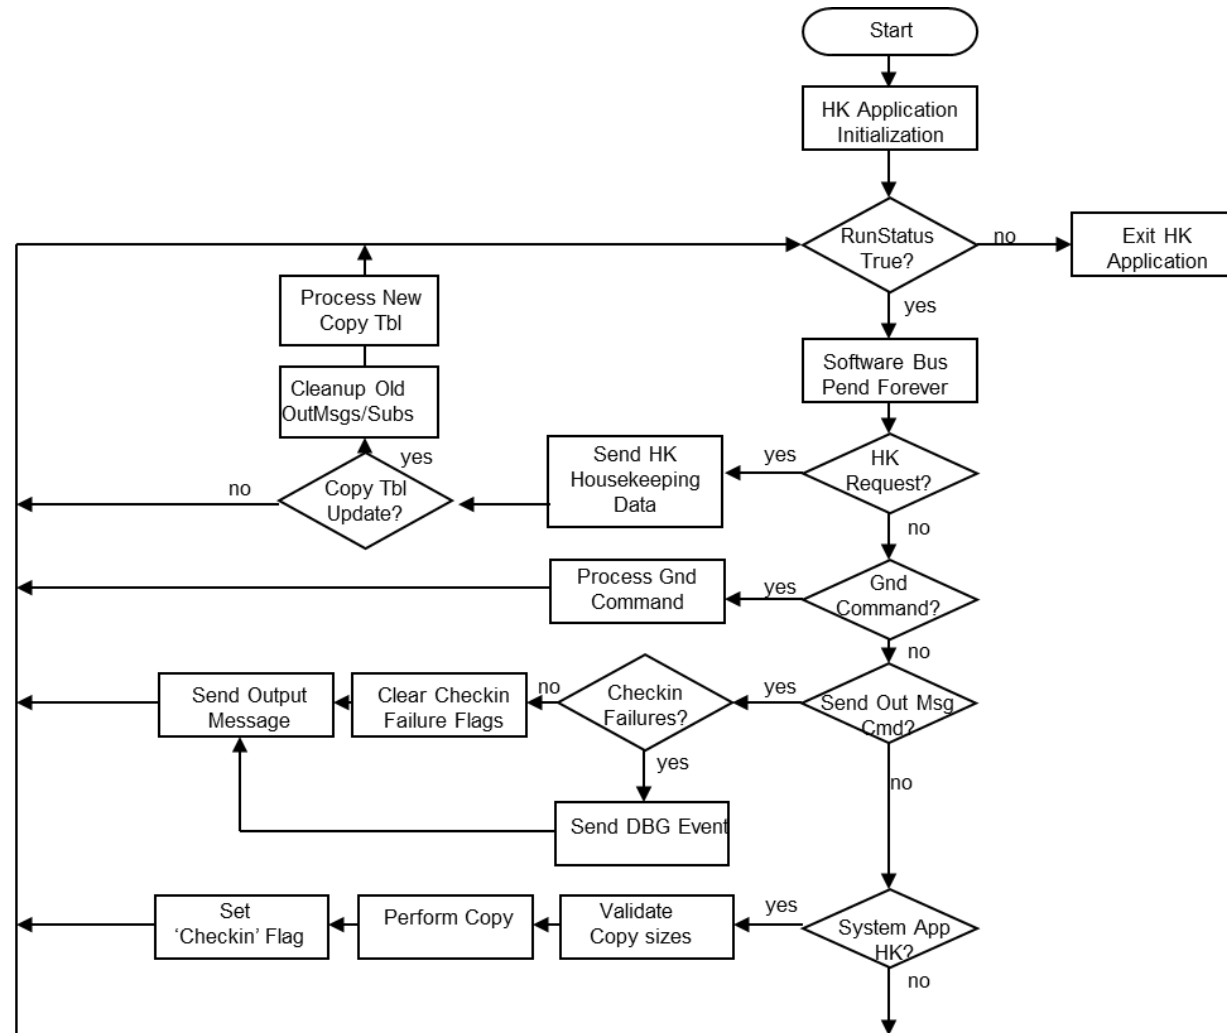 Start
HK Application
Initialization
RunStatus
True?
no
Exit HK
Application
yes
Process New
Copy Tbl
Software Bus
Pend Forever
Cleanup Old
OutMsgs/Subs
yes
no
Copy Tbl
Update?
Send HK
Housekeeping
Data
yes
HK
Request?
no
Process Gnd
Command
yes
Gnd
Command?
no
Send Output
Message
Clear Checkin
Failure Flags
no
Checkin
Failures?
yes
Send Out Msg
Cmd?
yes
no
Send DBG Event
Set
‘Checkin’ Flag
Perform Copy
Validate
Copy sizes
yes
System App
HK?
no